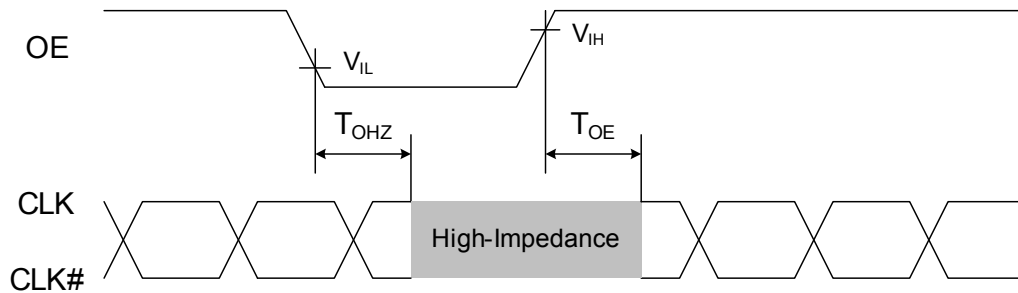 OE
V_IL
V_IH
T_OHZ
T_OE
CLK
High-Impedance
CLK#